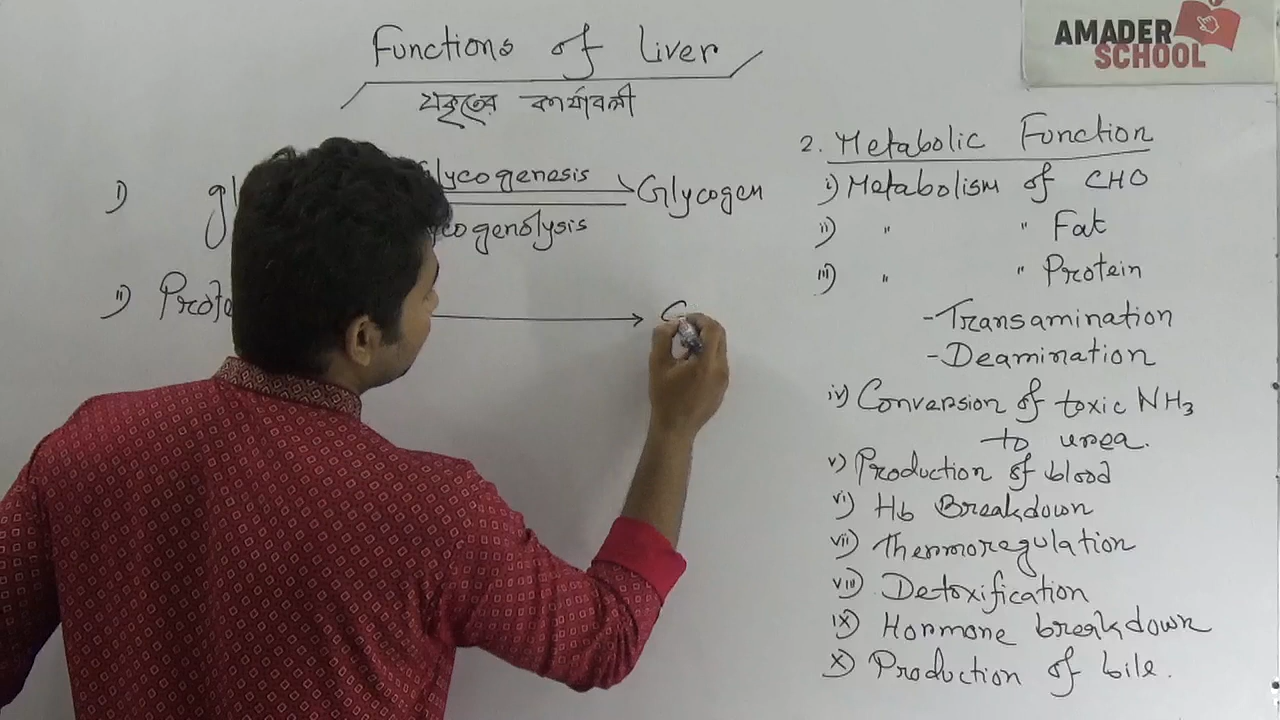 AMADER
SCHOOL
Functions of Liver
যকৃতের কার্যাবলী
i) Glycogen
ii)
2. Metabolic Function
i) Metabolism of CHO
ii) " " Fat
iii) " " Protein
- Transamination
- Deamination
iv) Conversion of toxic NH3
to urea.
v) Production of blood
vi) Hb Breakdown
vii) Thermoregulation
viii) Detoxification
ix) Hormone breakdown
x) Production of bile.